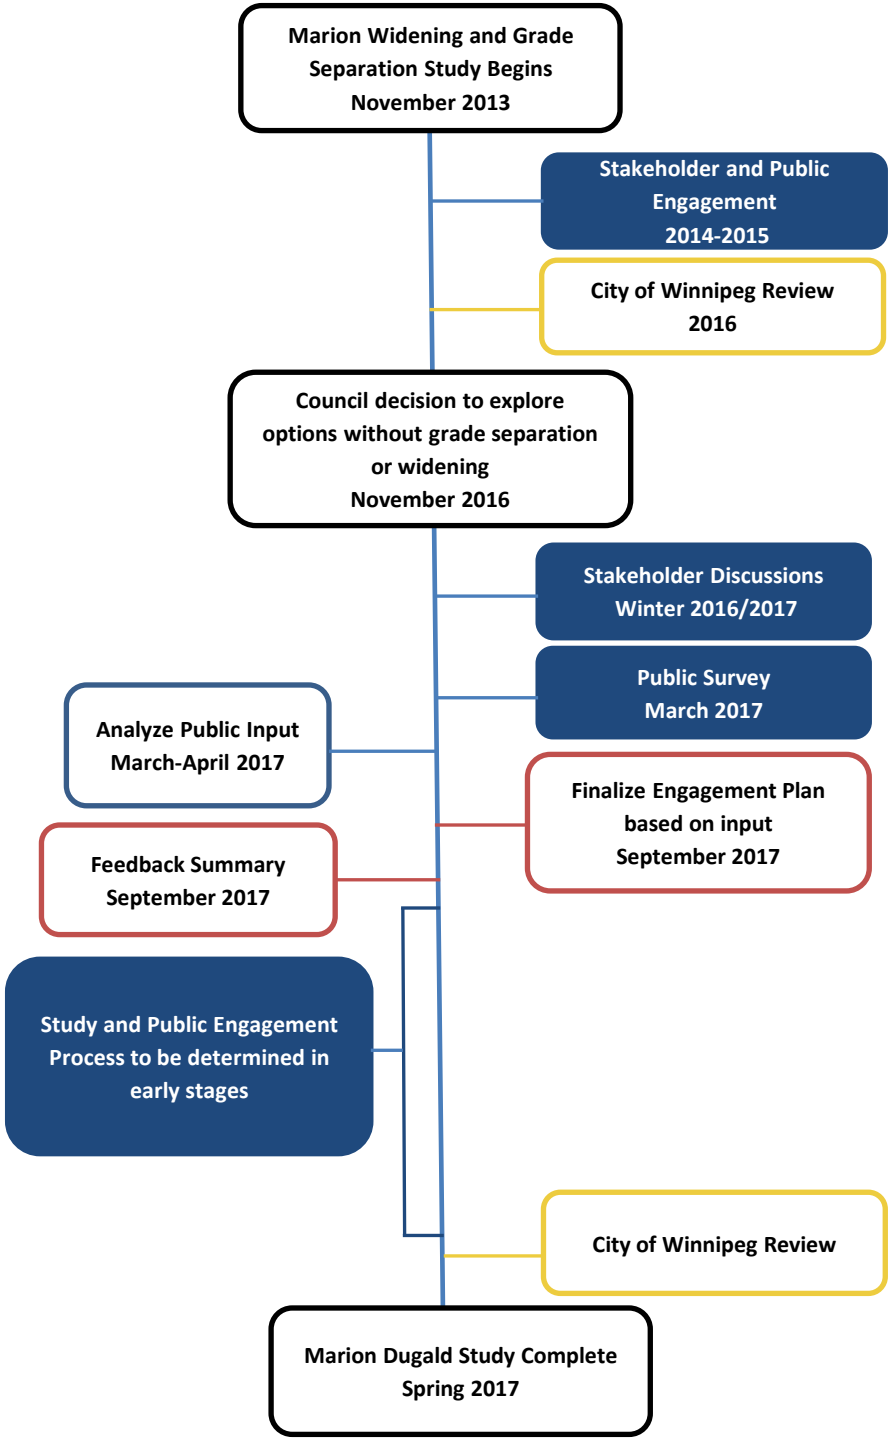 Marion Widening and Grade
Separation Study Begins
November 2013
Stakeholder and Public
Engagement
2014-2015
City of Winnipeg Review
2016
Council decision to explore
options without grade separation
or widening
November 2016
Stakeholder Discussions
Winter 2016/2017
Public Survey
March 2017
Analyze Public Input
March-April 2017
Finalize Engagement Plan
based on input
September 2017
Feedback Summary
September 2017
Study and Public Engagement
Process to be determined in
early stages
City of Winnipeg Review
Marion Dugald Study Complete
Spring 2017